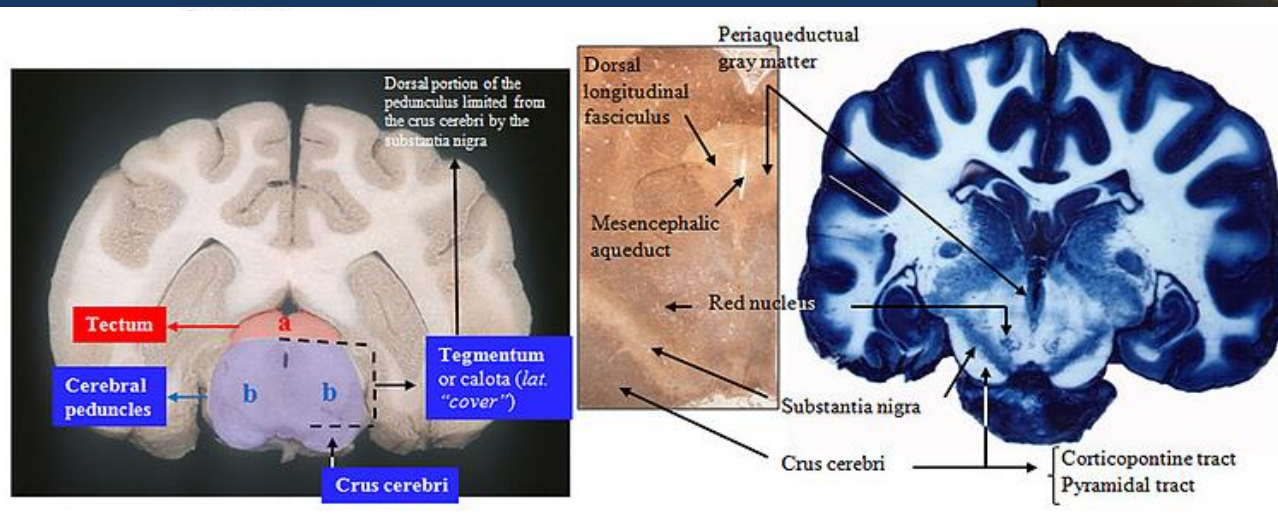 Dorsal portion of the
pedunculus limited from
the crus cerebri by the
substantia nigra
Tectum
a
Cerebral
peduncles
b
b
Tegmentum
or calota (lat.
“cover”)
Crus cerebri
Periaqueductual
gray matter
Dorsal
longitudinal
fasciculus
Mesencephalic
aqueduct
Red nucleus
Substantia nigra
Crus cerebri
Corticopontine tract
Pyramidal tract